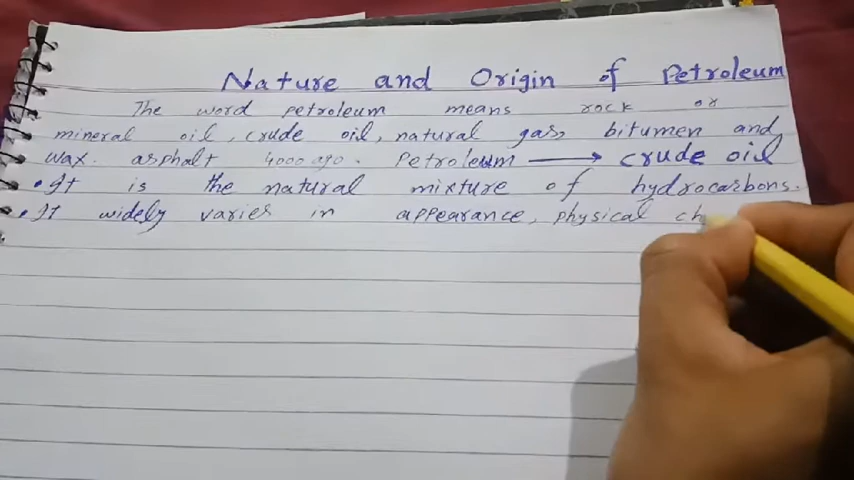 Nature and Origin of Petroleum
The word petroleum means rock or
mineral oil, crude oil, natural gas, bitumen and
wax. asphalt 4000 ago. Petroleum → crude oil
• It is the natural mixture of hydrocarbons.
• It widely varies in appearance, physical ch